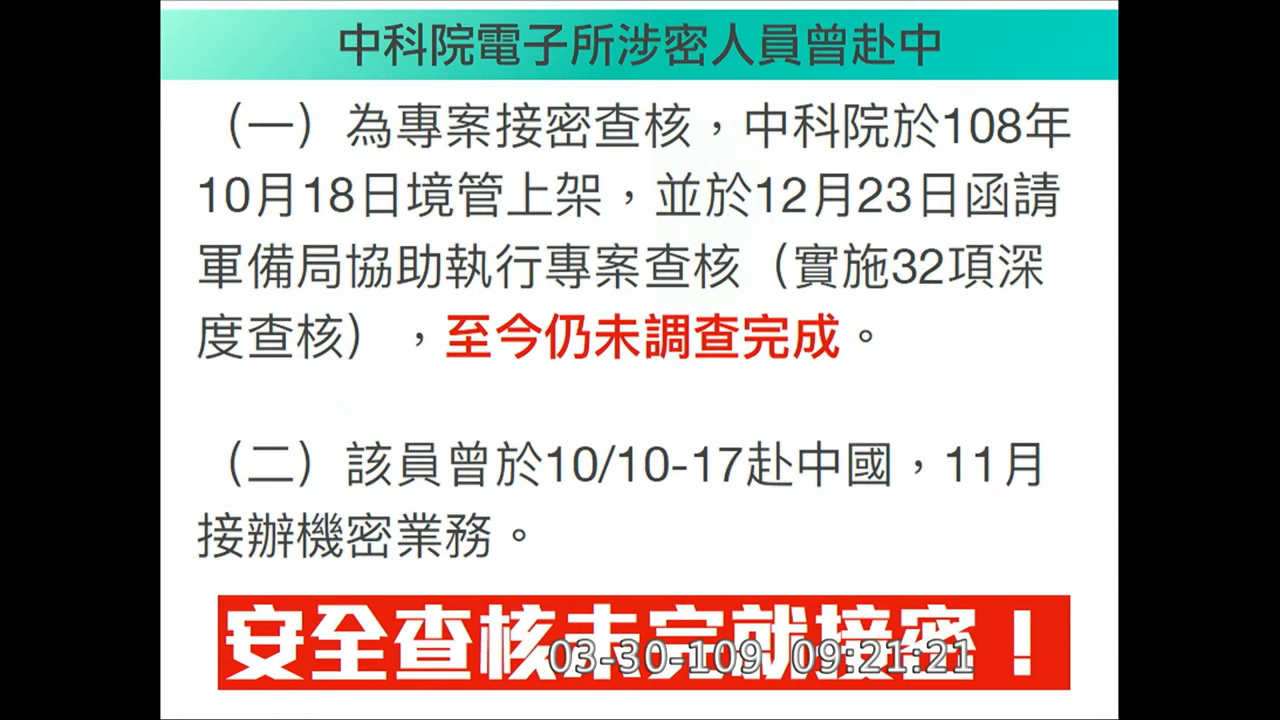 中科院電子所涉密人員曾赴中
（一）為專案接密查核，中科院於108年
10月18日境管上架，並於12月23日函請
軍備局協助執行專案查核（實施32項深
度查核），至今仍未調查完成。
（二）該員曾於10/10-17赴中國，11月
接辦機密業務。
安全查核未完就接密！
03-30-109 09:21:21